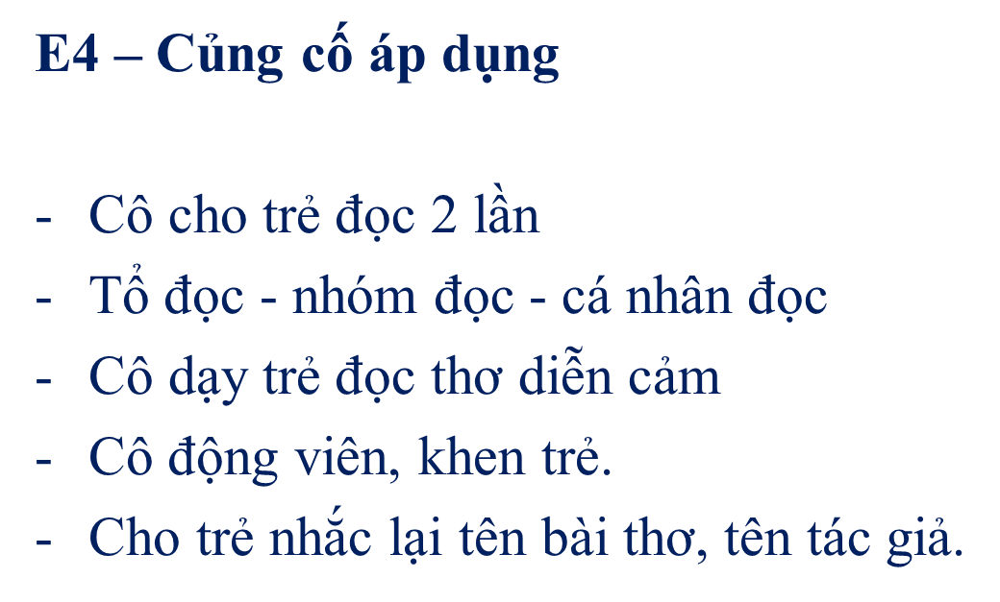 E4 – Củng cố áp dụng
- Cô cho trẻ đọc 2 lần
- Tổ đọc - nhóm đọc - cá nhân đọc
- Cô dạy trẻ đọc thơ diễn cảm
- Cô động viên, khen trẻ.
- Cho trẻ nhắc lại tên bài thơ, tên tác giả.